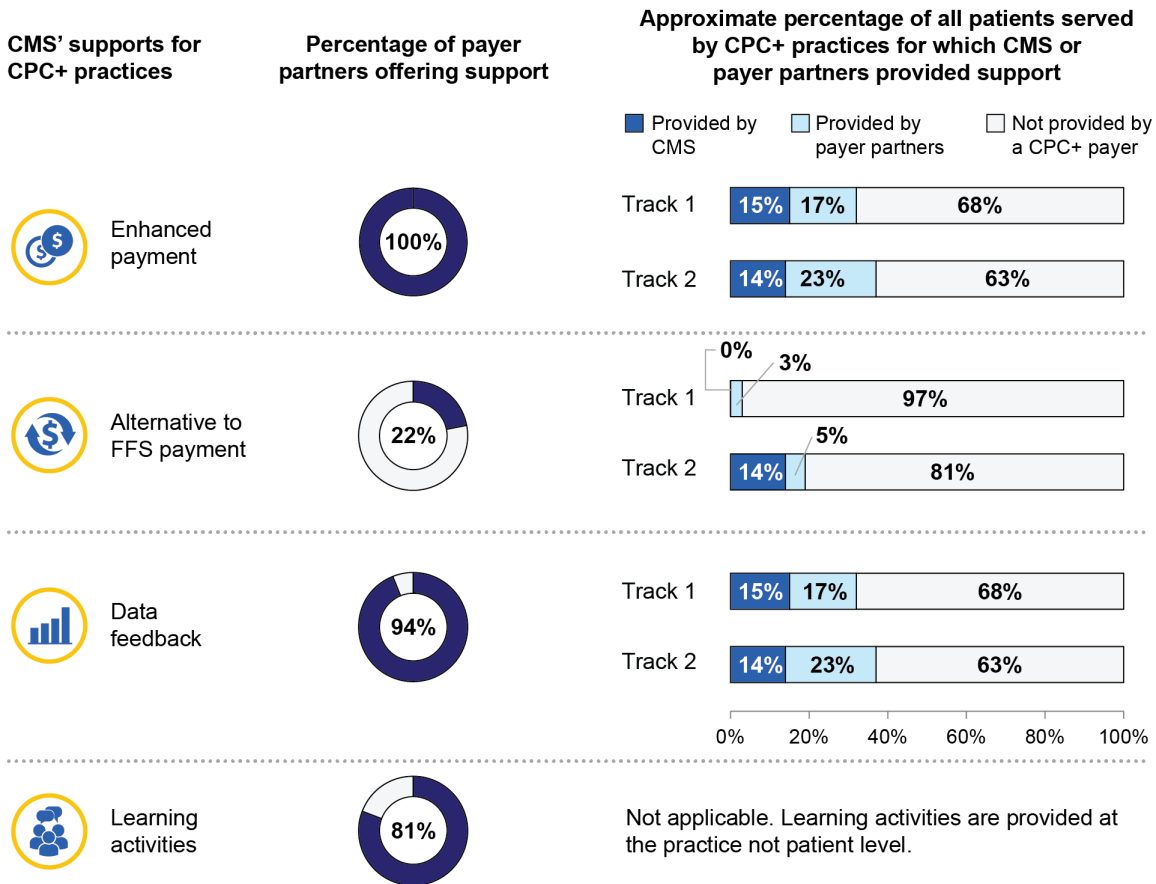 CMS' supports for
CPC+ practices
Percentage of payer
partners offering support
Approximate percentage of all patients served
by CPC+ practices for which CMS or
payer partners provided support
Provided by
CMS
Provided by
payer partners
Not provided by
a CPC+ payer
Enhanced
payment
$
$
100%
Track 1
15%
17%
68%
Track 2
14%
23%
63%
Alternative to
FFS payment
$
22%
0%
3%
Track 1
97%
5%
Track 2
14%
81%
Data
feedback
94%
Track 1
15%
17%
68%
Track 2
14%
23%
63%
0%
20%
40%
60%
80%
100%
Learning
activities
81%
Not applicable. Learning activities are provided at
the practice not patient level.